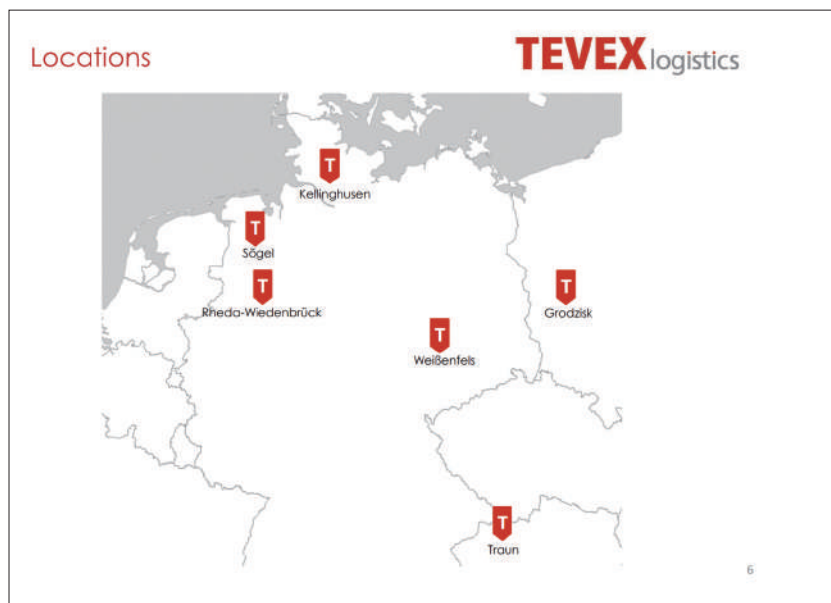 Locations
TEVEX logistics
T
Kellinghusen
T
Sögel
T
Rheda-Wiedenbrück
T
Grodzisk
T
Weißenfels
T
Traun
6